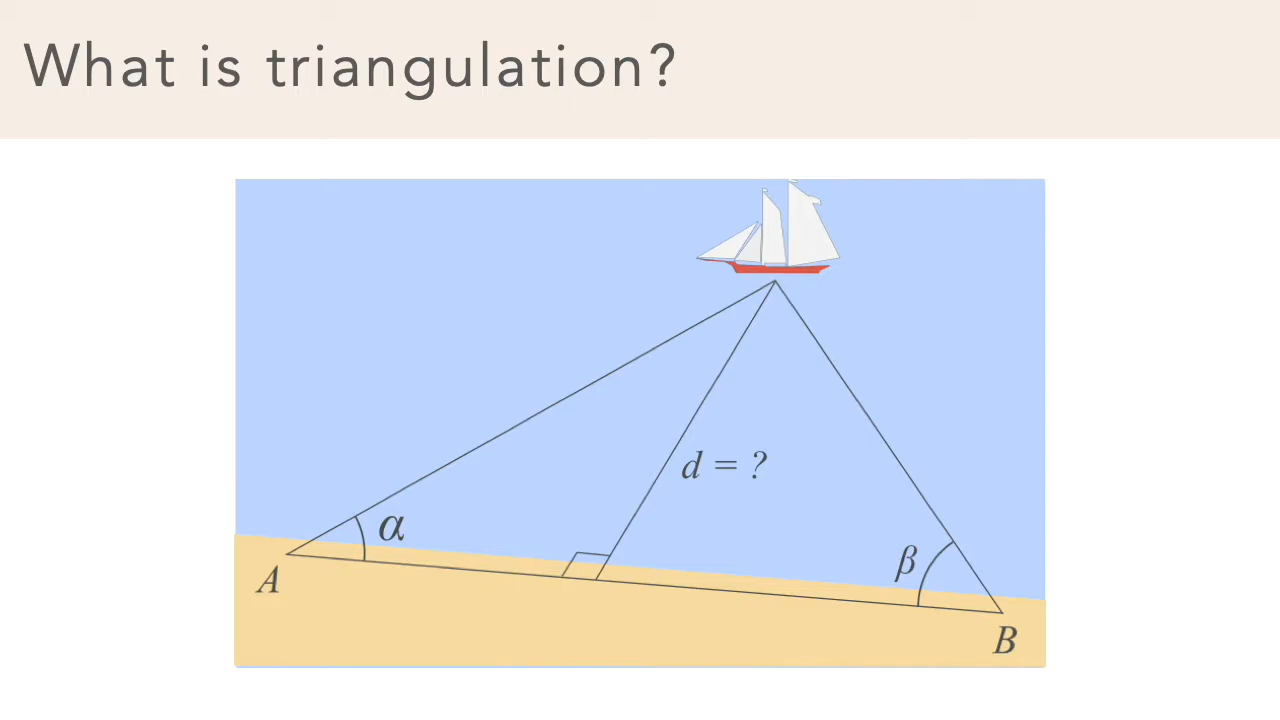 What is triangulation?
d = ?
α
β
A
B